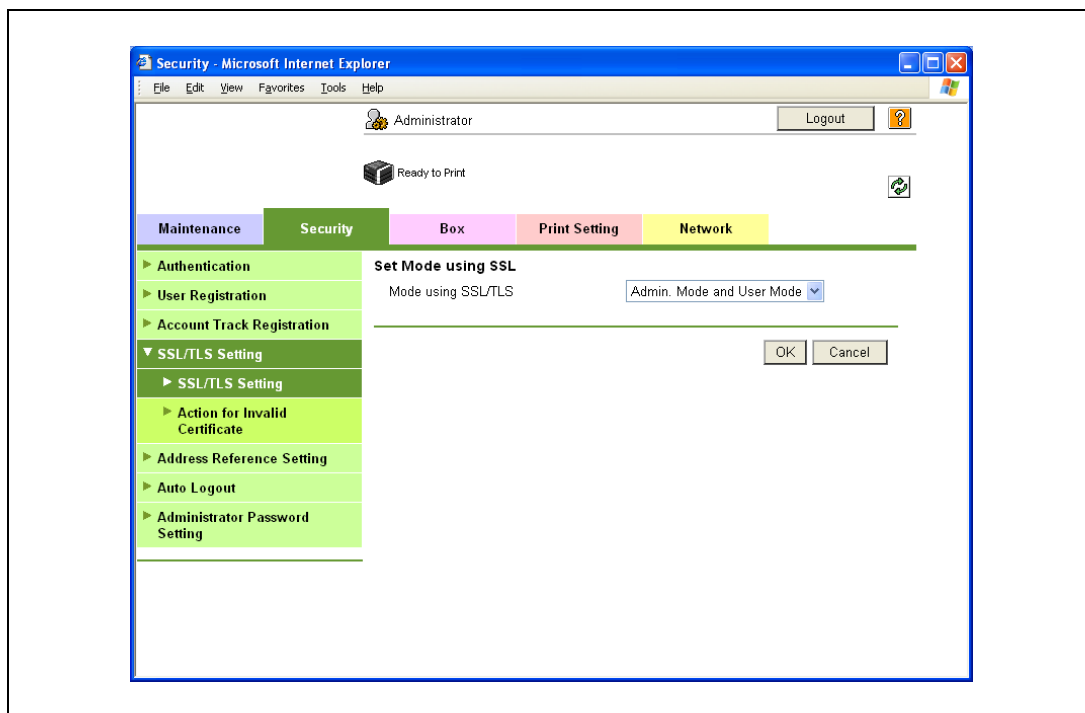 Security - Microsoft Internet Explorer
File Edit View Favorites Tools Help
Administrator
Logout
?
Ready to Print
Maintenance Security Box Print Setting Network
Authentication
User Registration
Account Track Registration
SSL/TLS Setting
SSL/TLS Setting
Action for Invalid
Certificate
Address Reference Setting
Auto Logout
Administrator Password
Setting
Set Mode using SSL
Mode using SSL/TLS Admin. Mode and User Mode
OK Cancel